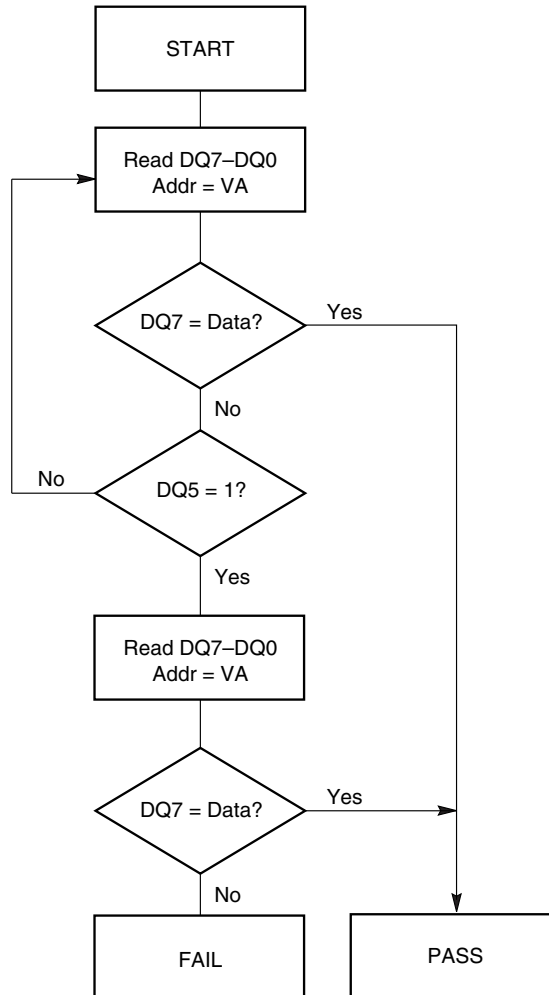 START
Read DQ7–DQ0
Addr = VA
DQ7 = Data?
Yes
No
No
DQ5 = 1?
Yes
Read DQ7–DQ0
Addr = VA
DQ7 = Data?
Yes
No
FAIL
PASS